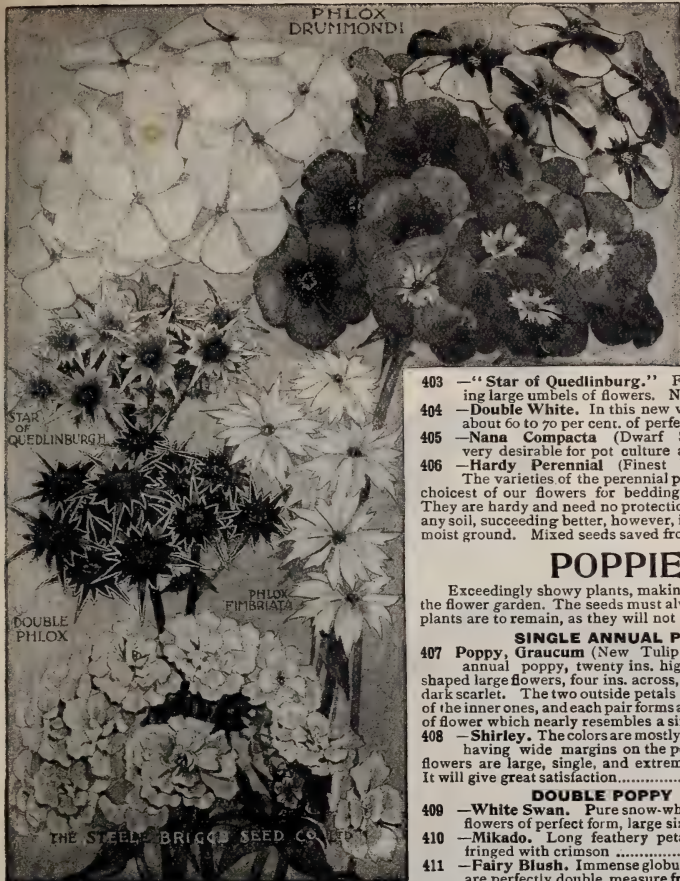 PHLOX
DRUMMONDI
STAR
OF
QUEDLINBURGH
PHLOX
FIMBRIATA
DOUBLE
PHLOX
THE STEELE BRIGGS SEED CO. LTD
403 —"Star of Quedlinburg." F
ing large umbels of flowers. N
404 —Double White. In this new v
about 60 to 70 per cent. of perfe
405 —Nana Compacta (Dwarf
very desirable for pot culture a
406 —Hardy Perennial (Finest
The varieties of the perennial p
choicest of our flowers for bedding
They are hardy and need no protectio
any soil, succeeding better, however, i
moist ground. Mixed seeds saved fro
POPPIE
Exceedingly showy plants, makin
the flower garden. The seeds must al
plants are to remain, as they will not
SINGLE ANNUAL P
407 Poppy, Graucum (New Tulip
annual poppy, twenty ins. hig
shaped large flowers, four ins. across,
dark scarlet. The two outside petals
of the inner ones, and each pair forms a
of flower which nearly resembles a si
408 —Shirley. The colors are mostly
having wide margins on the p
flowers are large, single, and extrem
It will give great satisfaction..............
DOUBLE POPPY
409 —White Swan. Pure snow-wh
flowers of perfect form, large si
410 —Mikado. Long feathery peta
fringed with crimson ..............
411 —Fairy Blush. Immense globu
are perfectly double, measure fr